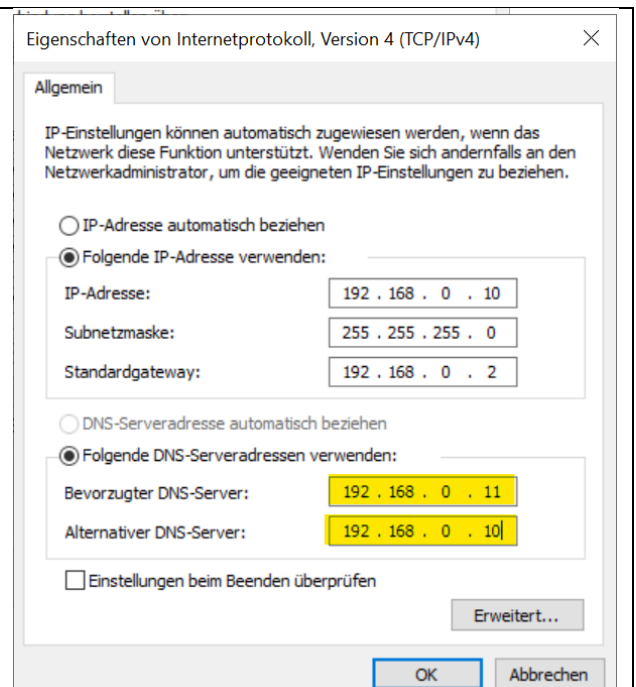 Eigenschaften von Internetprotokoll, Version 4 (TCP/IPv4)
Allgemein
IP-Einstellungen können automatisch zugewiesen werden, wenn das
Netzwerk diese Funktion unterstützt. Wenden Sie sich andernfalls an den
Netzwerkadministrator, um die geeigneten IP-Einstellungen zu beziehen.
IP-Adresse automatisch beziehen
Folgende IP-Adresse verwenden:
IP-Adresse: 192 . 168 . 0 . 10
Subnetzmaske: 255 . 255 . 255 . 0
Standardgateway: 192 . 168 . 0 . 2
DNS-Serveradresse automatisch beziehen
Folgende DNS-Serveradressen verwenden:
Bevorzugter DNS-Server: 192 . 168 . 0 . 11
Alternativer DNS-Server: 192 . 168 . 0 . 10
Einstellungen beim Beenden überprüfen
Erweitert...
OK Abbrechen